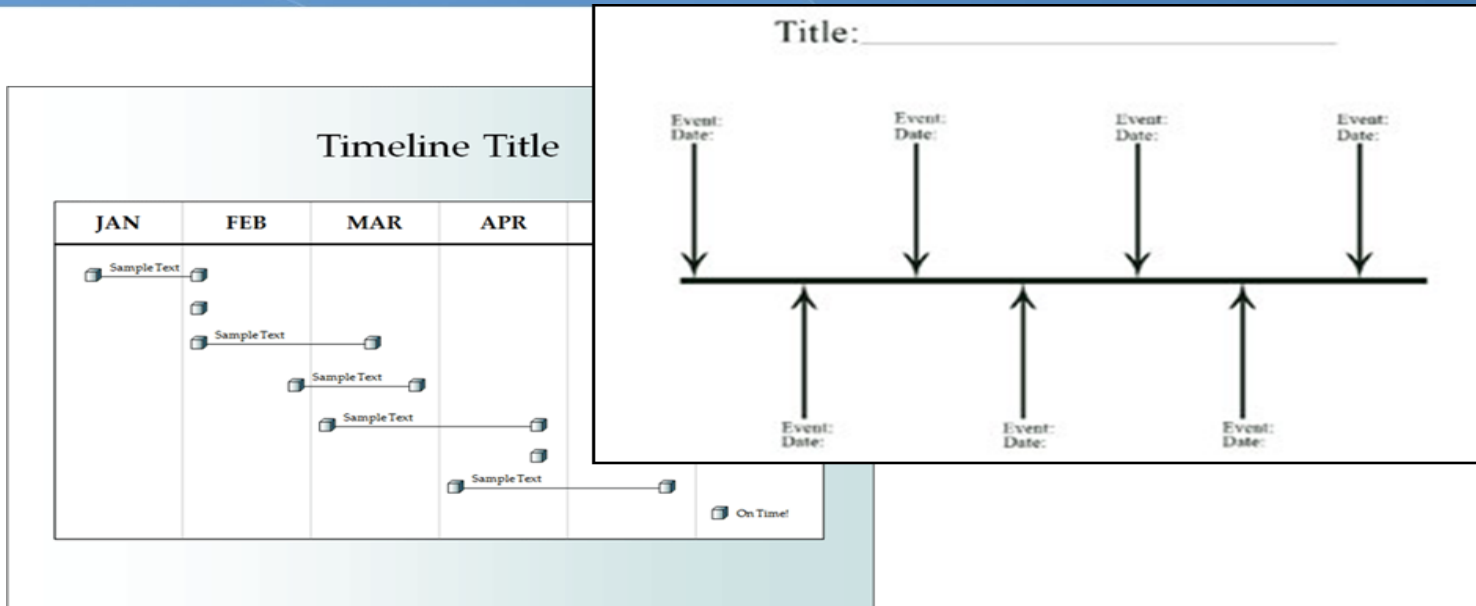 Title:
Event:
Date:
Event:
Date:
Event:
Date:
Event:
Date:
Event:
Date:
Event:
Date:
Event:
Date:
Timeline Title
JAN FEB MAR APR
Sample Text
Sample Text
Sample Text
Sample Text
Sample Text
On Time!